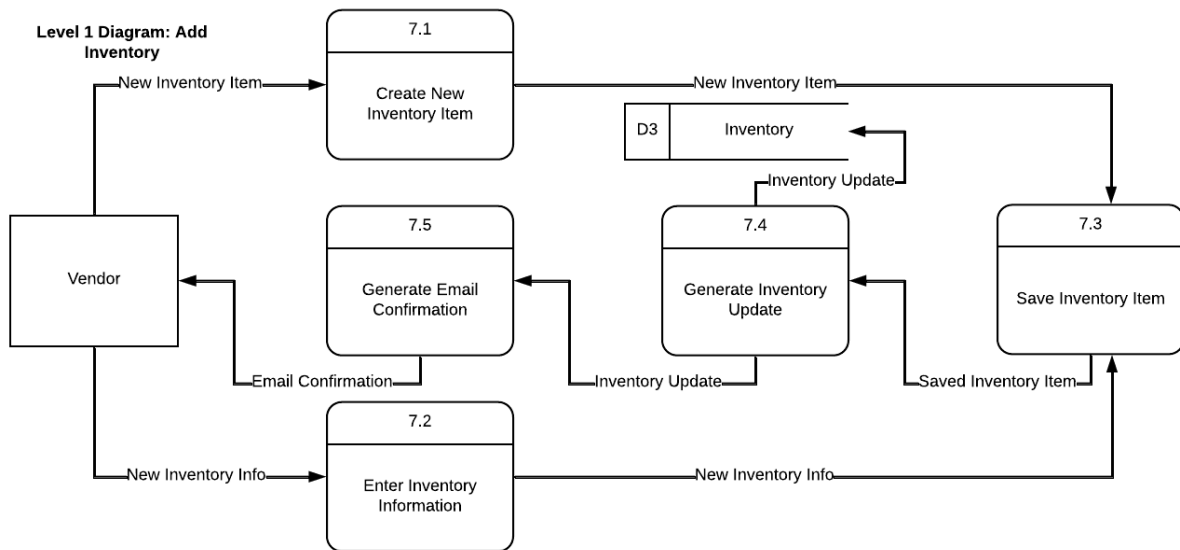 Level 1 Diagram: Add
Inventory
7.1
New Inventory Item
Create New
Inventory Item
New Inventory Item
D3
Inventory
Inventory Update
Vendor
7.5
Generate Email
Confirmation
7.4
Generate Inventory
Update
7.3
Save Inventory Item
Email Confirmation
Inventory Update
Saved Inventory Item
7.2
New Inventory Info
Enter Inventory
Information
New Inventory Info